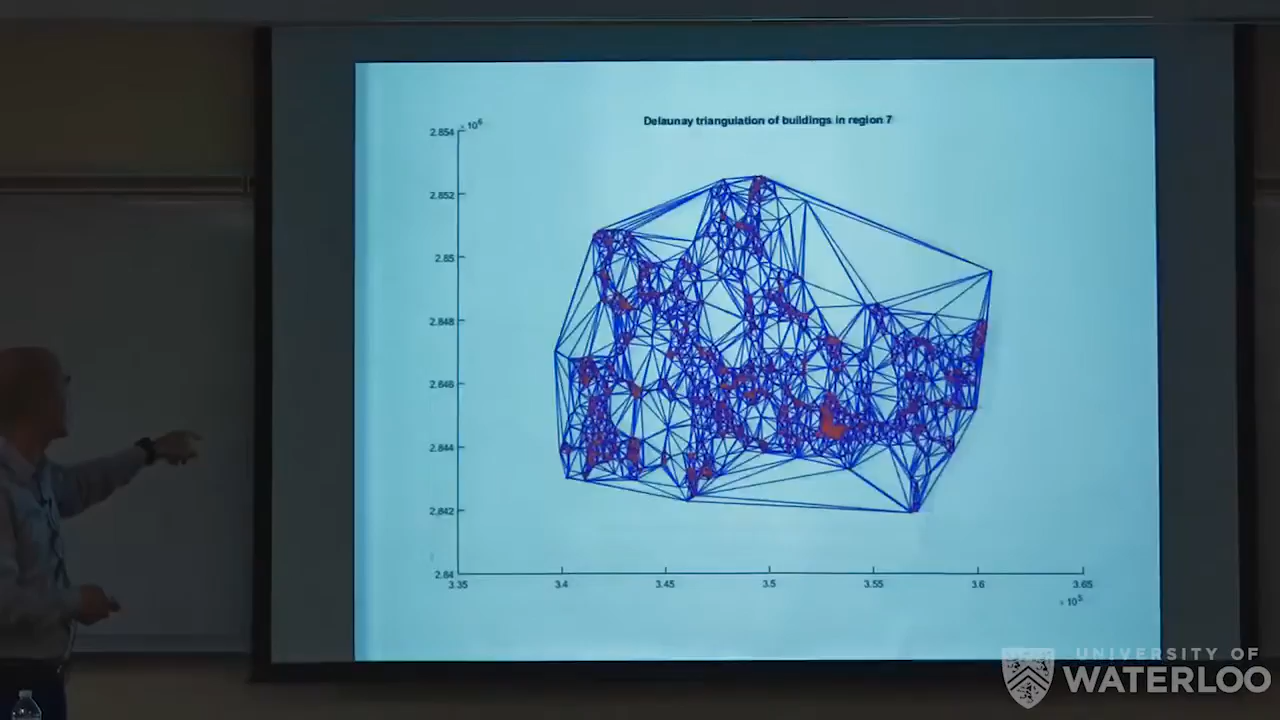 Delaunay triangulation of buildings in region 7
× 10⁶
2.854
2.852
2.85
2.848
2.846
2.844
2.842
2.84
3.35 3.4 3.45 3.5 3.55 3.6 3.65
× 10⁵
UNIVERSITY OF
WATERLOO